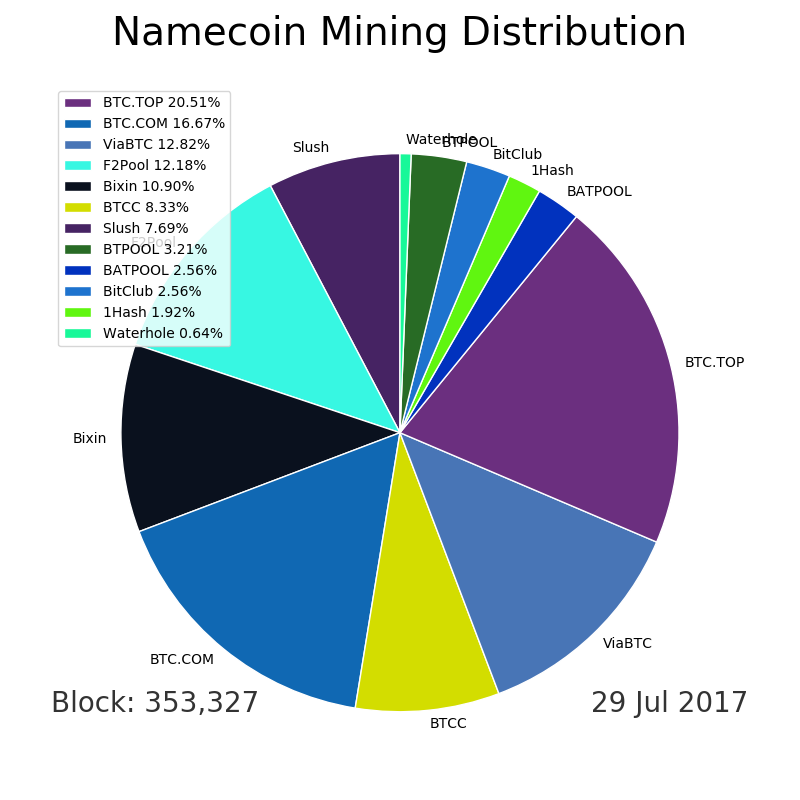 Namecoin Mining Distribution
BTC.TOP 20.51%
BTC.COM 16.67%
ViaBTC 12.82%
F2Pool 12.18%
Bixin 10.90%
BTCC 8.33%
Slush 7.69%
BTPOOL 3.21%
BATPOOL 2.56%
BitClub 2.56%
1Hash 1.92%
Waterhole 0.64%
Slush
Waterhole
BTPOOL
BitClub
1Hash
BATPOOL
F2Pool
BTC.TOP
Bixin
ViaBTC
BTC.COM
BTCC
Block: 353,327
29 Jul 2017